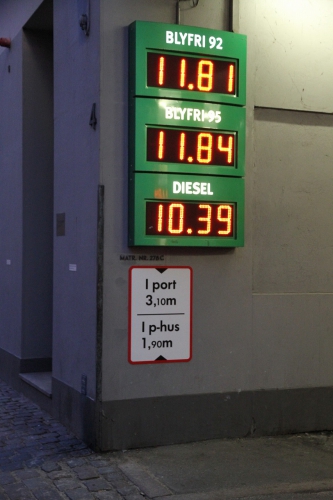 BLYFRI 92
11.81
BLYFRI 95
11.84
DIESEL
10.39
I port
3,10m
I p-hus
1,90m